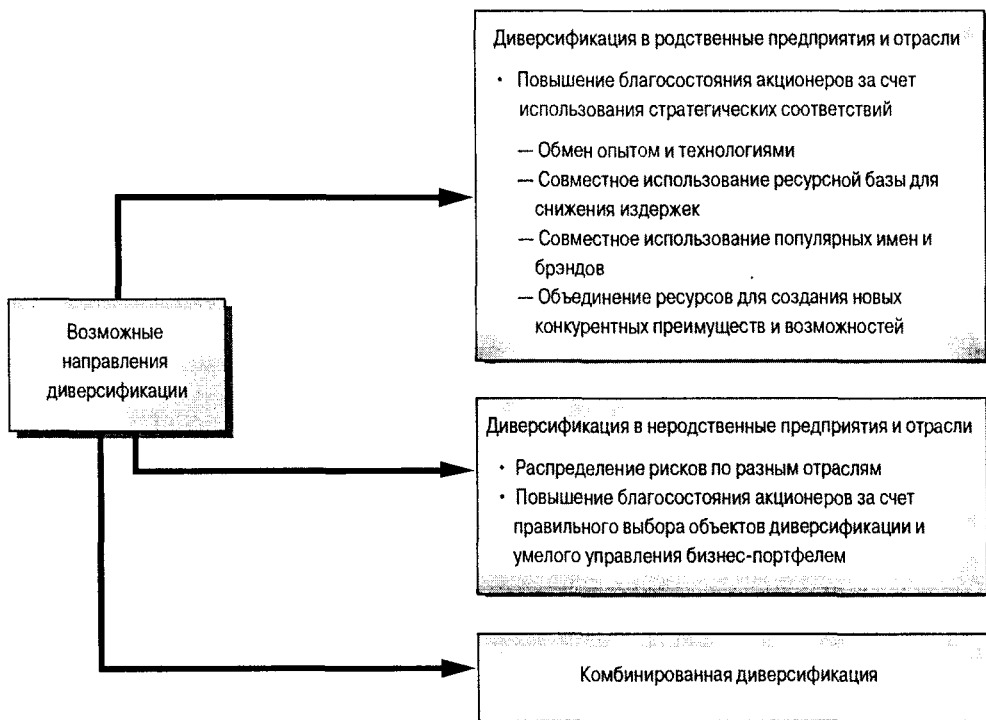 Диверсификация в родственные предприятия и отрасли
• Повышение благосостояния акционеров за счет
использования стратегических соответствий
— Обмен опытом и технологиями
— Совместное использование ресурсной базы для
снижения издержек
— Совместное использование популярных имен и
брэндов
— Объединение ресурсов для создания новых
конкурентных преимуществ и возможностей
Возможные
направления
диверсификации
Диверсификация в неродственные предприятия и отрасли
• Распределение рисков по разным отраслям
• Повышение благосостояния акционеров за счет
правильного выбора объектов диверсификации и
умелого управления бизнес-портфелем
Комбинированная диверсификация